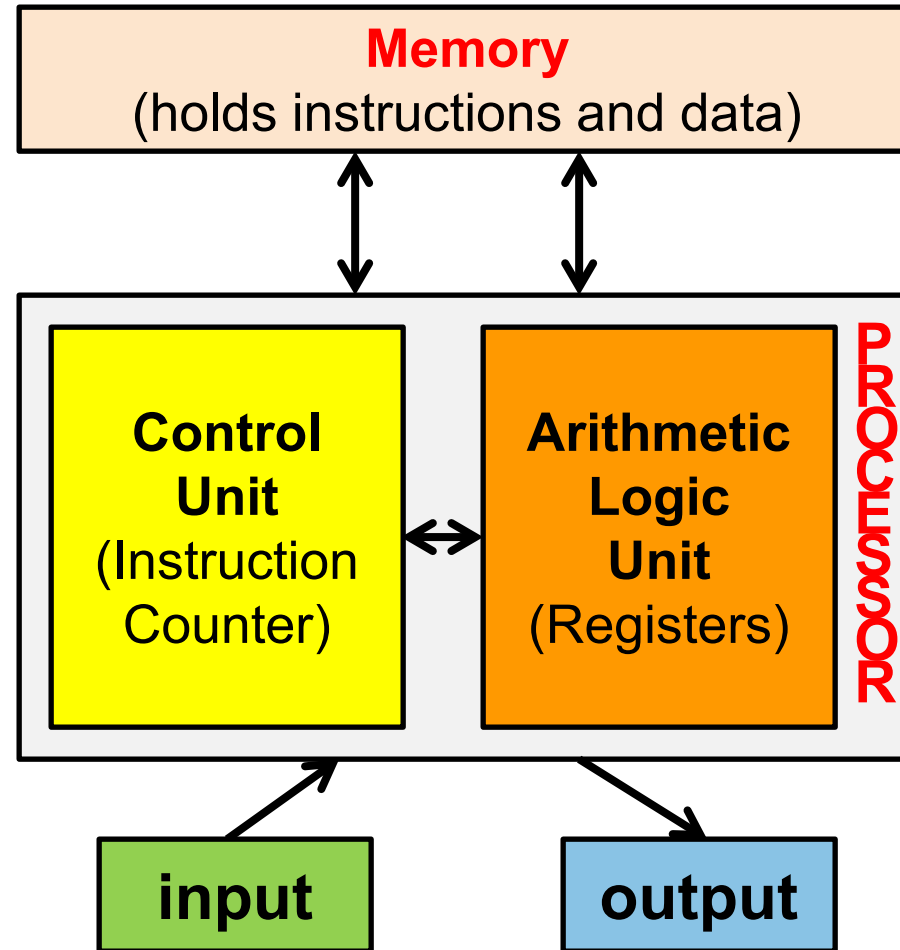 Memory
(holds instructions and data)
Control
Unit
(Instruction
Counter)
Arithmetic
Logic
Unit
(Registers)
PROCESSOR
input
output